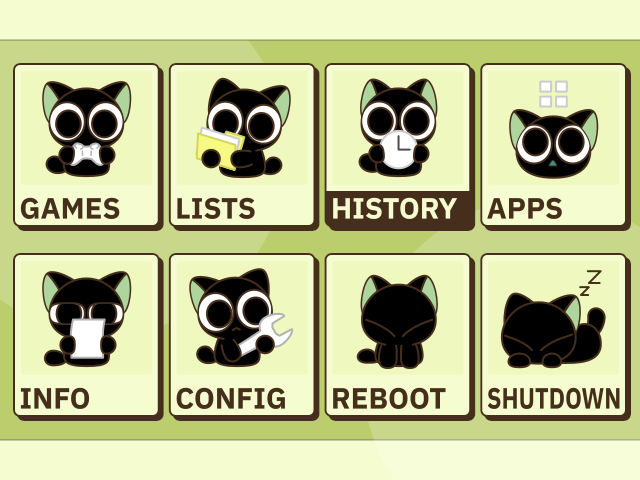 GAMES
LISTS
HISTORY
APPS
z
z
INFO
CONFIG
REBOOT
SHUTDOWN